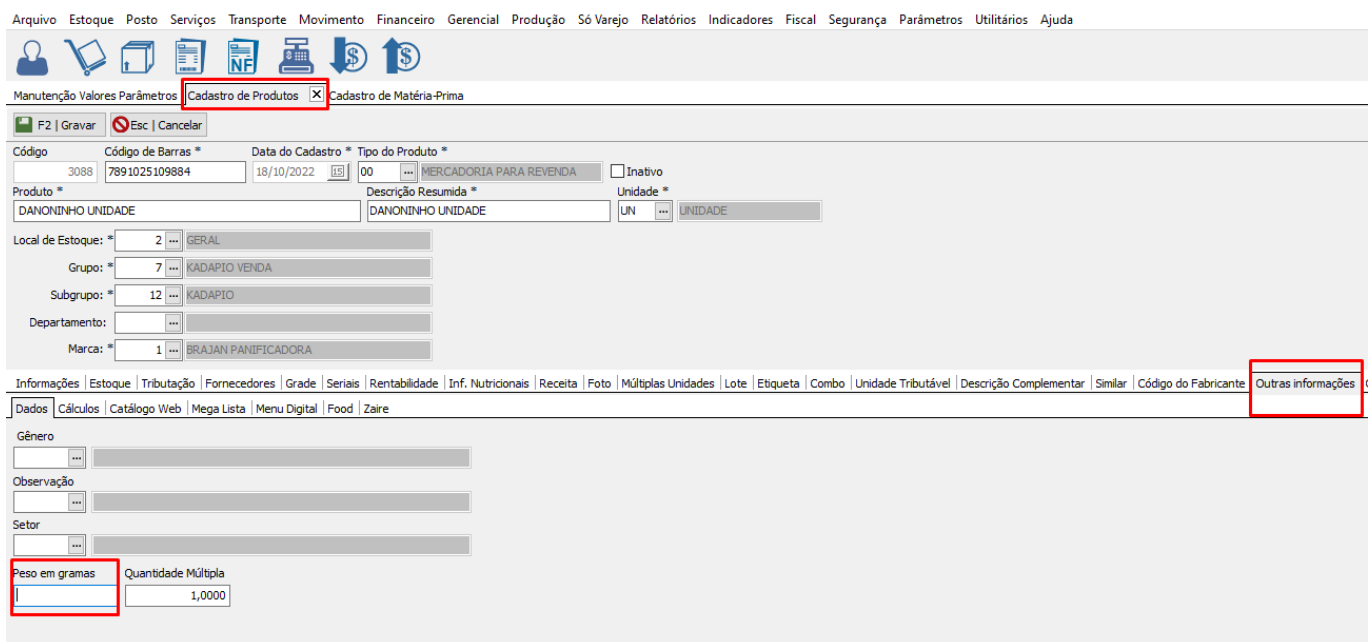 Arquivo Estoque Posto Serviços Transporte Movimento Financeiro Gerencial Produção Só Varejo Relatórios Indicadores Fiscal Segurança Parâmetros Utilitários Ajuda
NF
Manutenção Valores Parâmetros Cadastro de Produtos Cadastro de Matéria-Prima
F2 | Gravar Esc | Cancelar
Código Código de Barras * Data do Cadastro * Tipo do Produto *
3088 7891025109884 18/10/2022 15 00 ... MERCADORIA PARA REVENDA Inativo
Produto * Descrição Resumida * Unidade *
DANONINHO UNIDADE DANONINHO UNIDADE UN ... UNIDADE
Local de Estoque: * 2 ... GERAL
Grupo: * 7 ... KADAPIO VENDA
Subgrupo: * 12 ... KADAPIO
Departamento: ...
Marca: * 1 ... BRAJAN PANIFICADORA
Informações Estoque Tributação Fornecedores Grade Seriais Rentabilidade Inf. Nutricionais Receita Foto Múltiplas Unidades Lote Etiqueta Combo Unidade Tributável Descrição Complementar Similar Código do Fabricante Outras informações
Dados Cálculos Catálogo Web Mega Lista Menu Digital Food Zaire
Gênero
...
Observação
...
Setor
...
Peso em gramas Quantidade Múltipla
1,0000